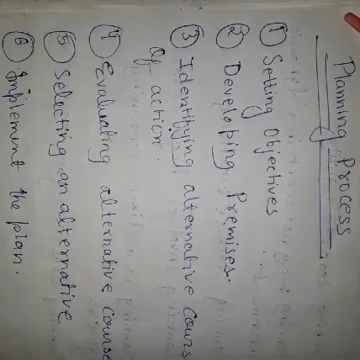 Planning Process
① Setting Objectives
② Developing Premises.
③ Identifying alternative cours
of action.
④ Evaluating alternative course
⑤ Selecting an alternative
⑥ Implement the plan.